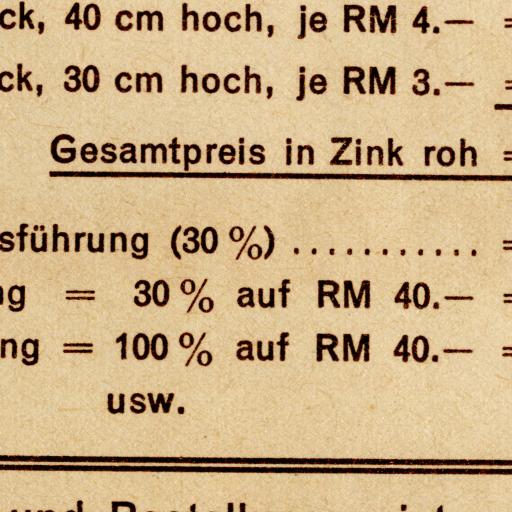 ck, 40 cm hoch, je RM 4.— =
ck, 30 cm hoch, je RM 3.— =
Gesamtpreis in Zink roh =
sführung (30 %) ........... =
ng = 30 % auf RM 40.— =
ng = 100 % auf RM 40.— =
usw.
und